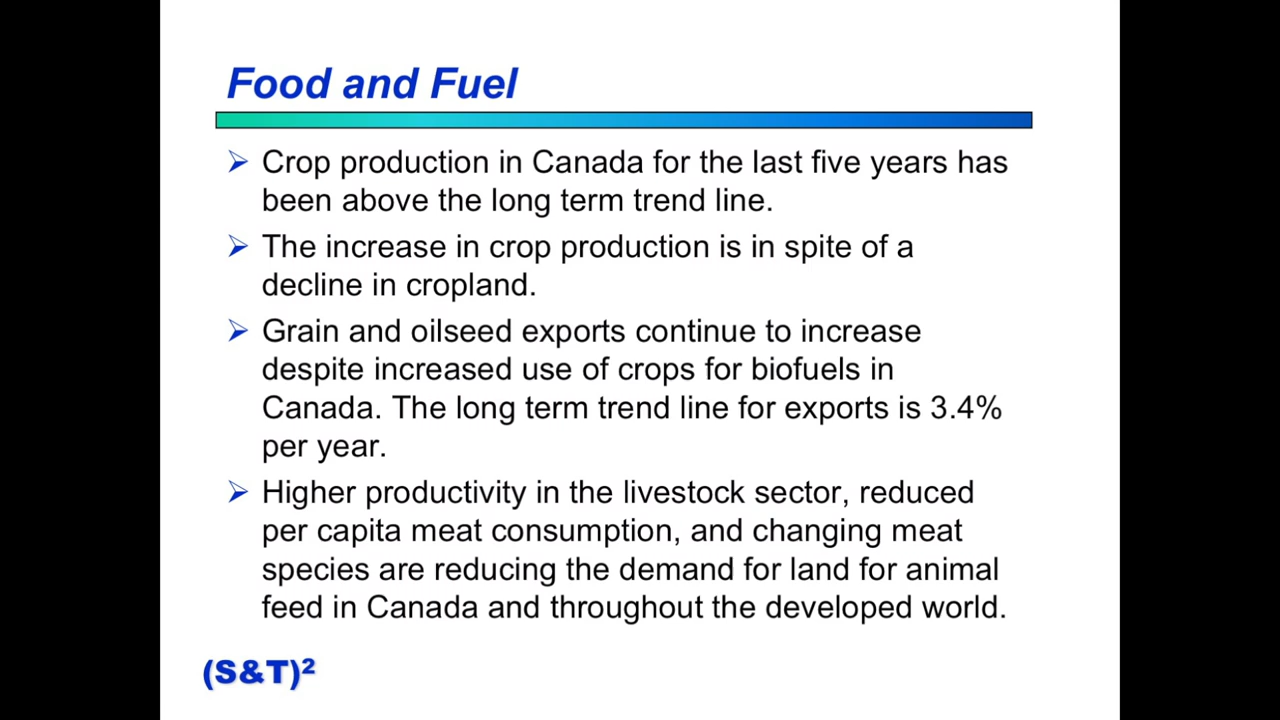 Food and Fuel
Crop production in Canada for the last five years has
been above the long term trend line.
The increase in crop production is in spite of a
decline in cropland.
Grain and oilseed exports continue to increase
despite increased use of crops for biofuels in
Canada. The long term trend line for exports is 3.4%
per year.
Higher productivity in the livestock sector, reduced
per capita meat consumption, and changing meat
species are reducing the demand for land for animal
feed in Canada and throughout the developed world.
(S&T)²